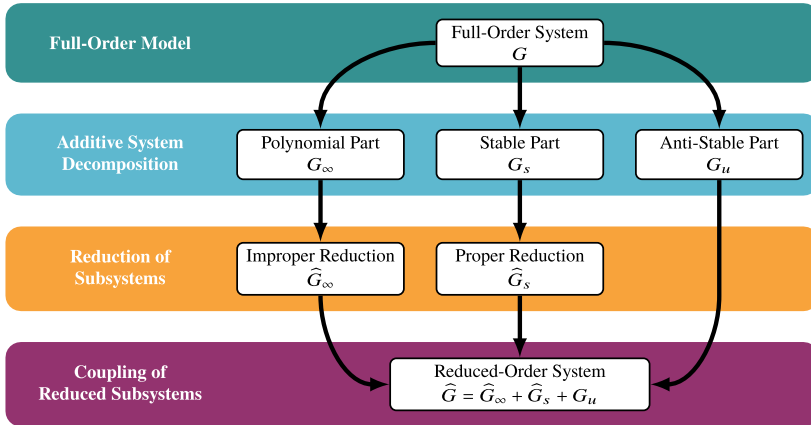 Full-Order Model
Full-Order System
G
Additive System
Decomposition
Polynomial Part
G∞
Stable Part
Gₛ
Anti-Stable Part
Gᵤ
Reduction of
Subsystems
Improper Reduction
Ĝ∞
Proper Reduction
Ĝₛ
Coupling of
Reduced Subsystems
Reduced-Order System
Ĝ = Ĝ∞ + Ĝₛ + Gᵤ